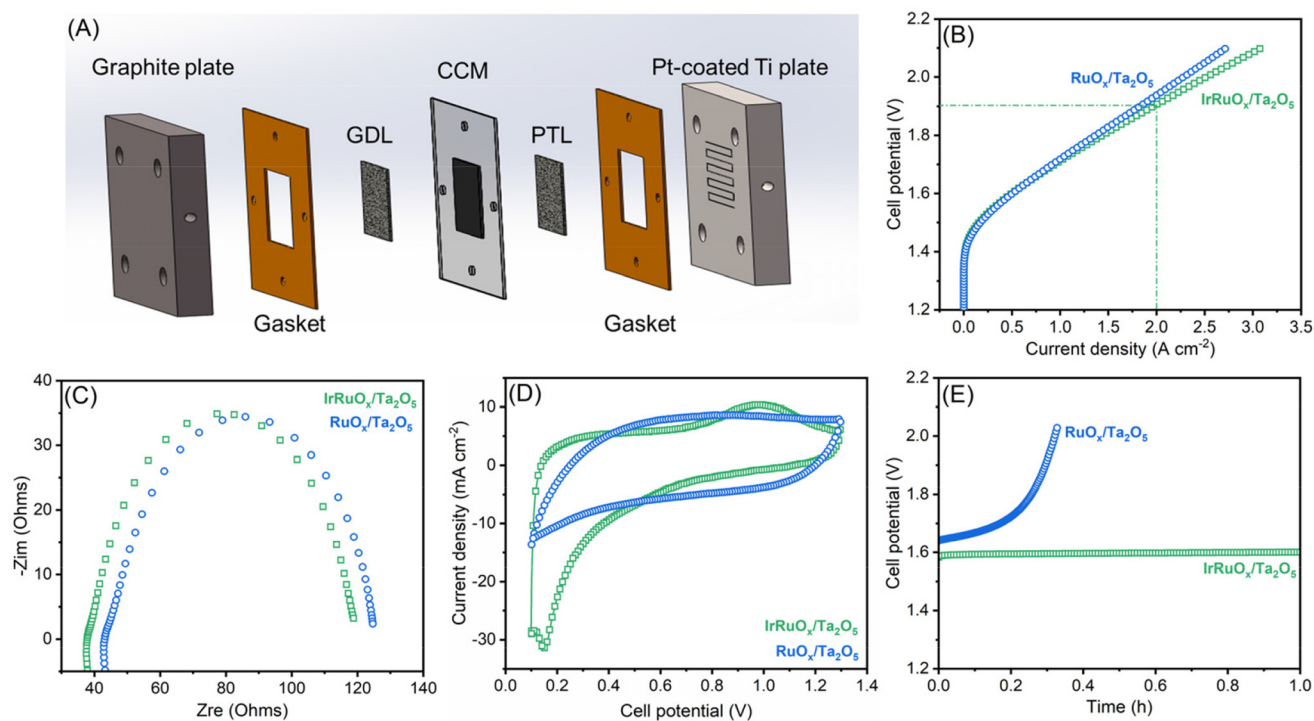 (A)
Graphite plate
CCM
Pt-coated Ti plate
GDL
PTL
Gasket
Gasket
(B)
RuOₓ/Ta₂O₅
IrRuOₓ/Ta₂O₅
Cell potential (V)
2.2
2.0
1.8
1.6
1.4
1.2
0.0 0.5 1.0 1.5 2.0 2.5 3.0 3.5
Current density (A cm⁻²)
(C)
IrRuOₓ/Ta₂O₅
RuOₓ/Ta₂O₅
-Zim (Ohms)
40
30
20
10
0
40 60 80 100 120 140
Zre (Ohms)
(D)
Current density (mA cm⁻²)
10
0
-10
-20
-30
IrRuOₓ/Ta₂O₅
RuOₓ/Ta₂O₅
0.0 0.2 0.4 0.6 0.8 1.0 1.2 1.4
Cell potential (V)
(E)
RuOₓ/Ta₂O₅
IrRuOₓ/Ta₂O₅
Cell potential (V)
2.2
2.0
1.8
1.6
1.4
1.2
0.0 0.2 0.4 0.6 0.8 1.0
Time (h)